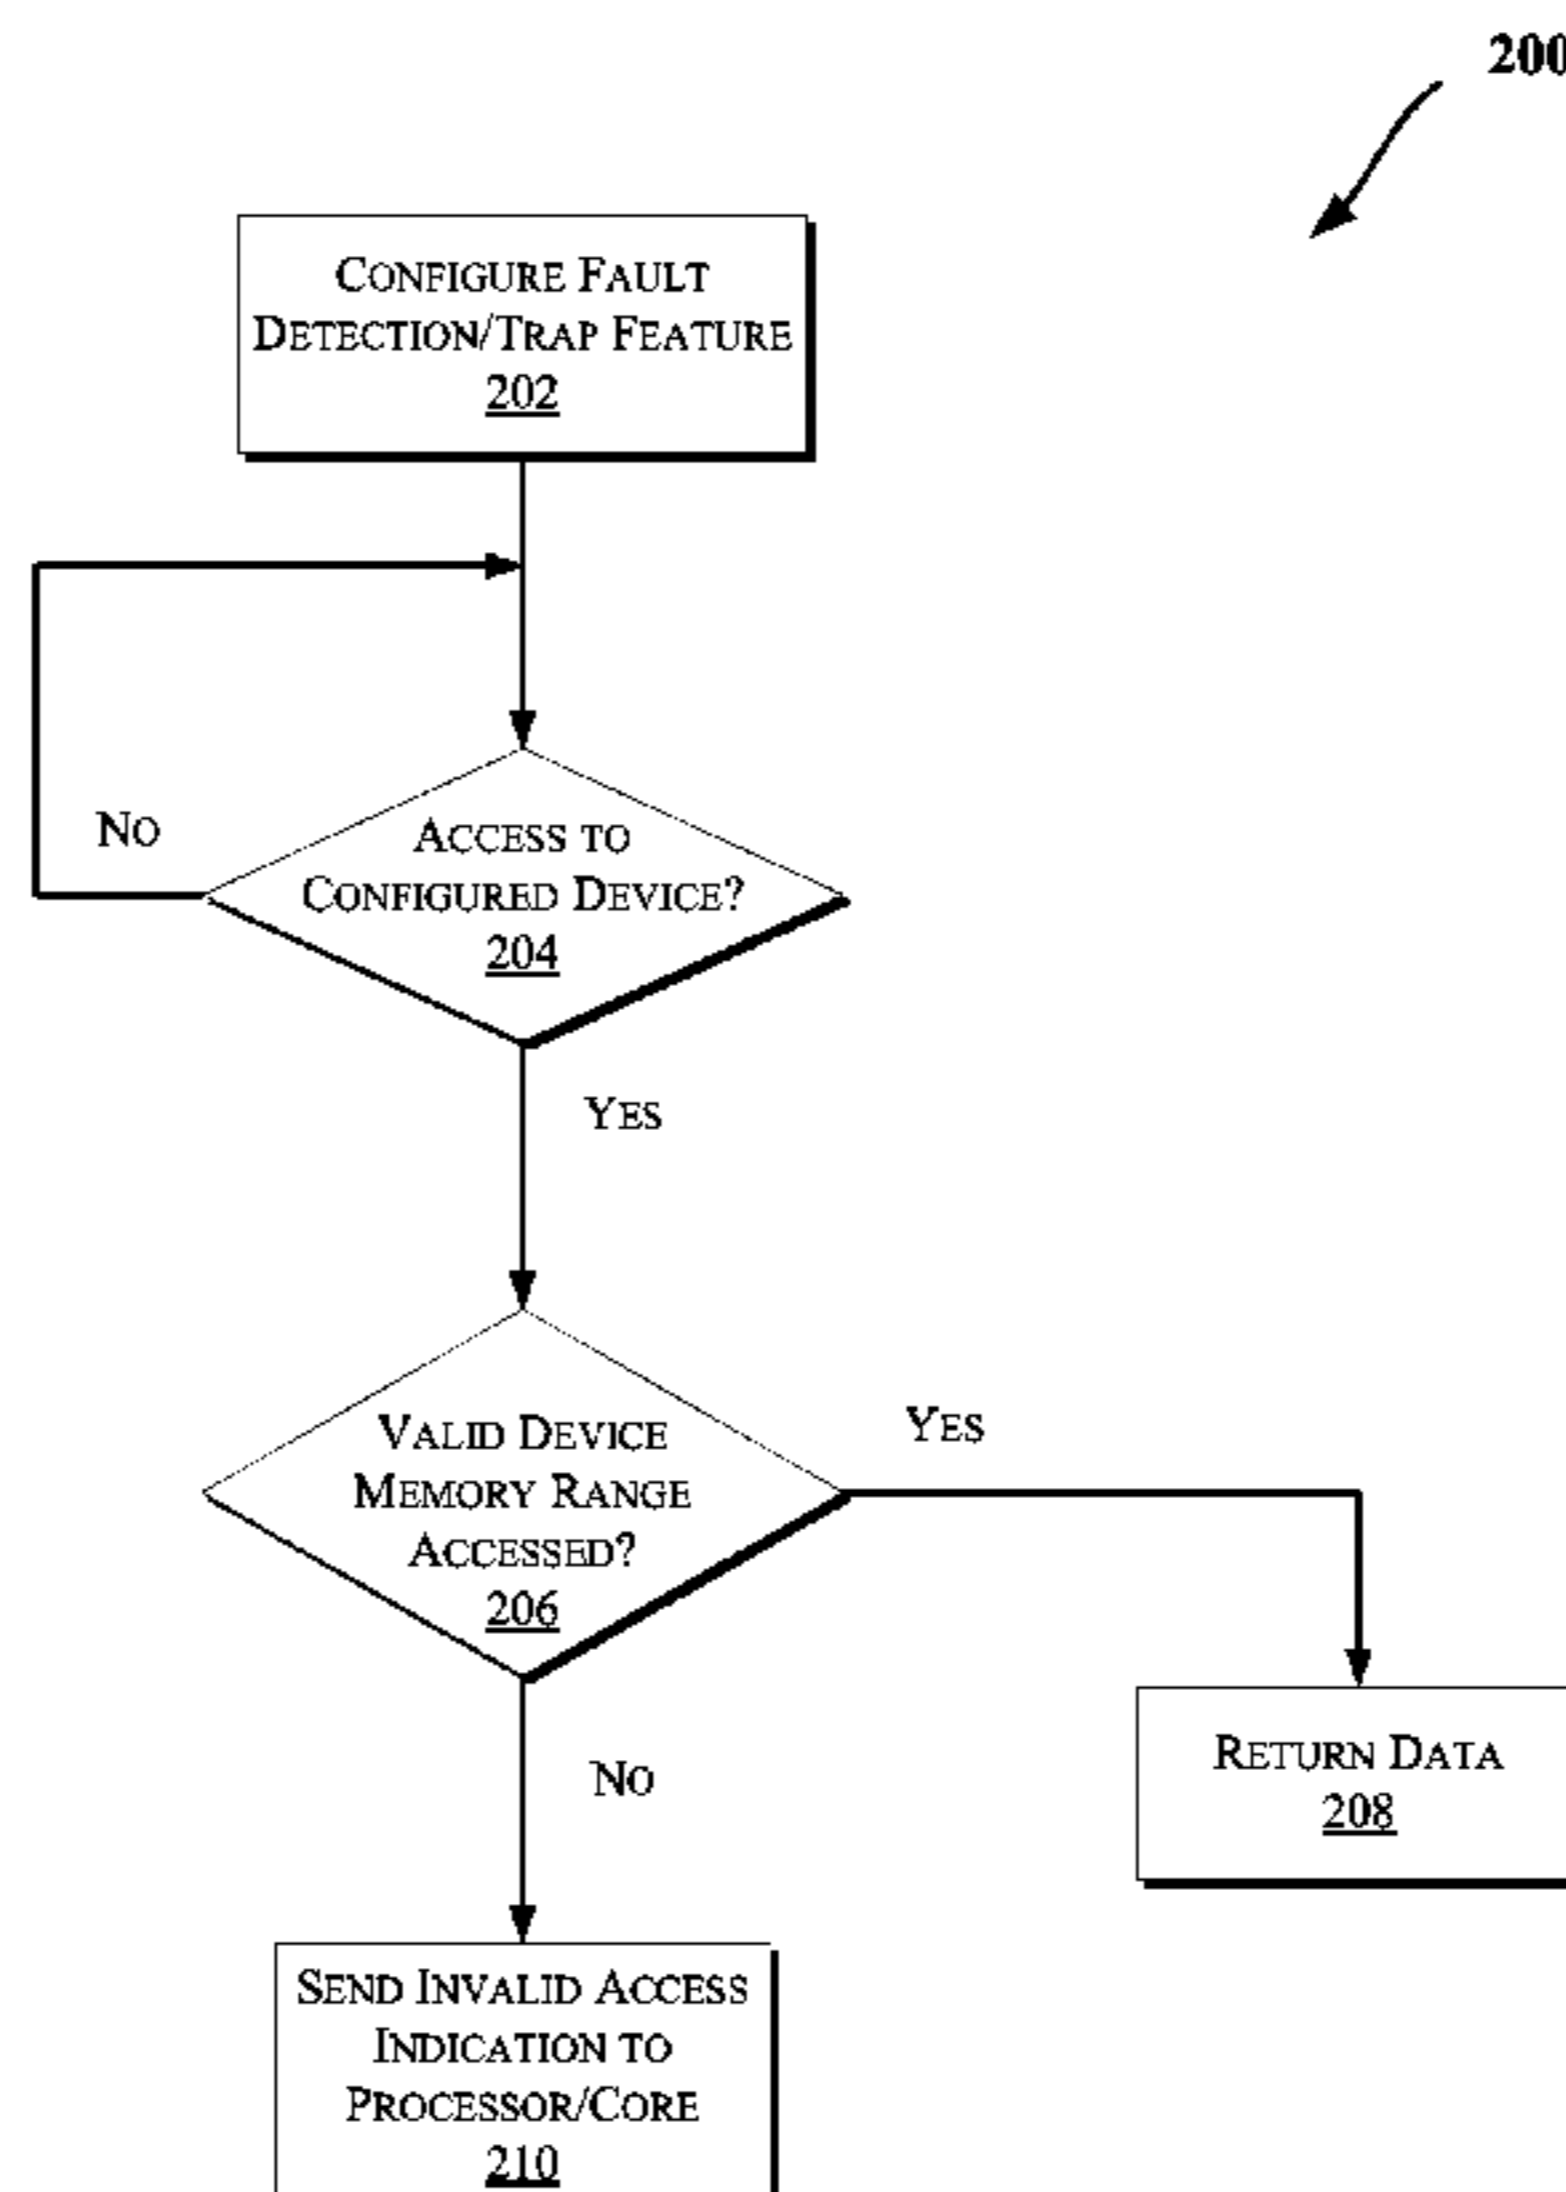 200
CONFIGURE FAULT
DETECTION/TRAP FEATURE
202
NO
ACCESS TO
CONFIGURED DEVICE?
204
YES
VALID DEVICE
MEMORY RANGE
ACCESSED?
206
YES
NO
RETURN DATA
208
SEND INVALID ACCESS
INDICATION TO
PROCESSOR/CORE
210